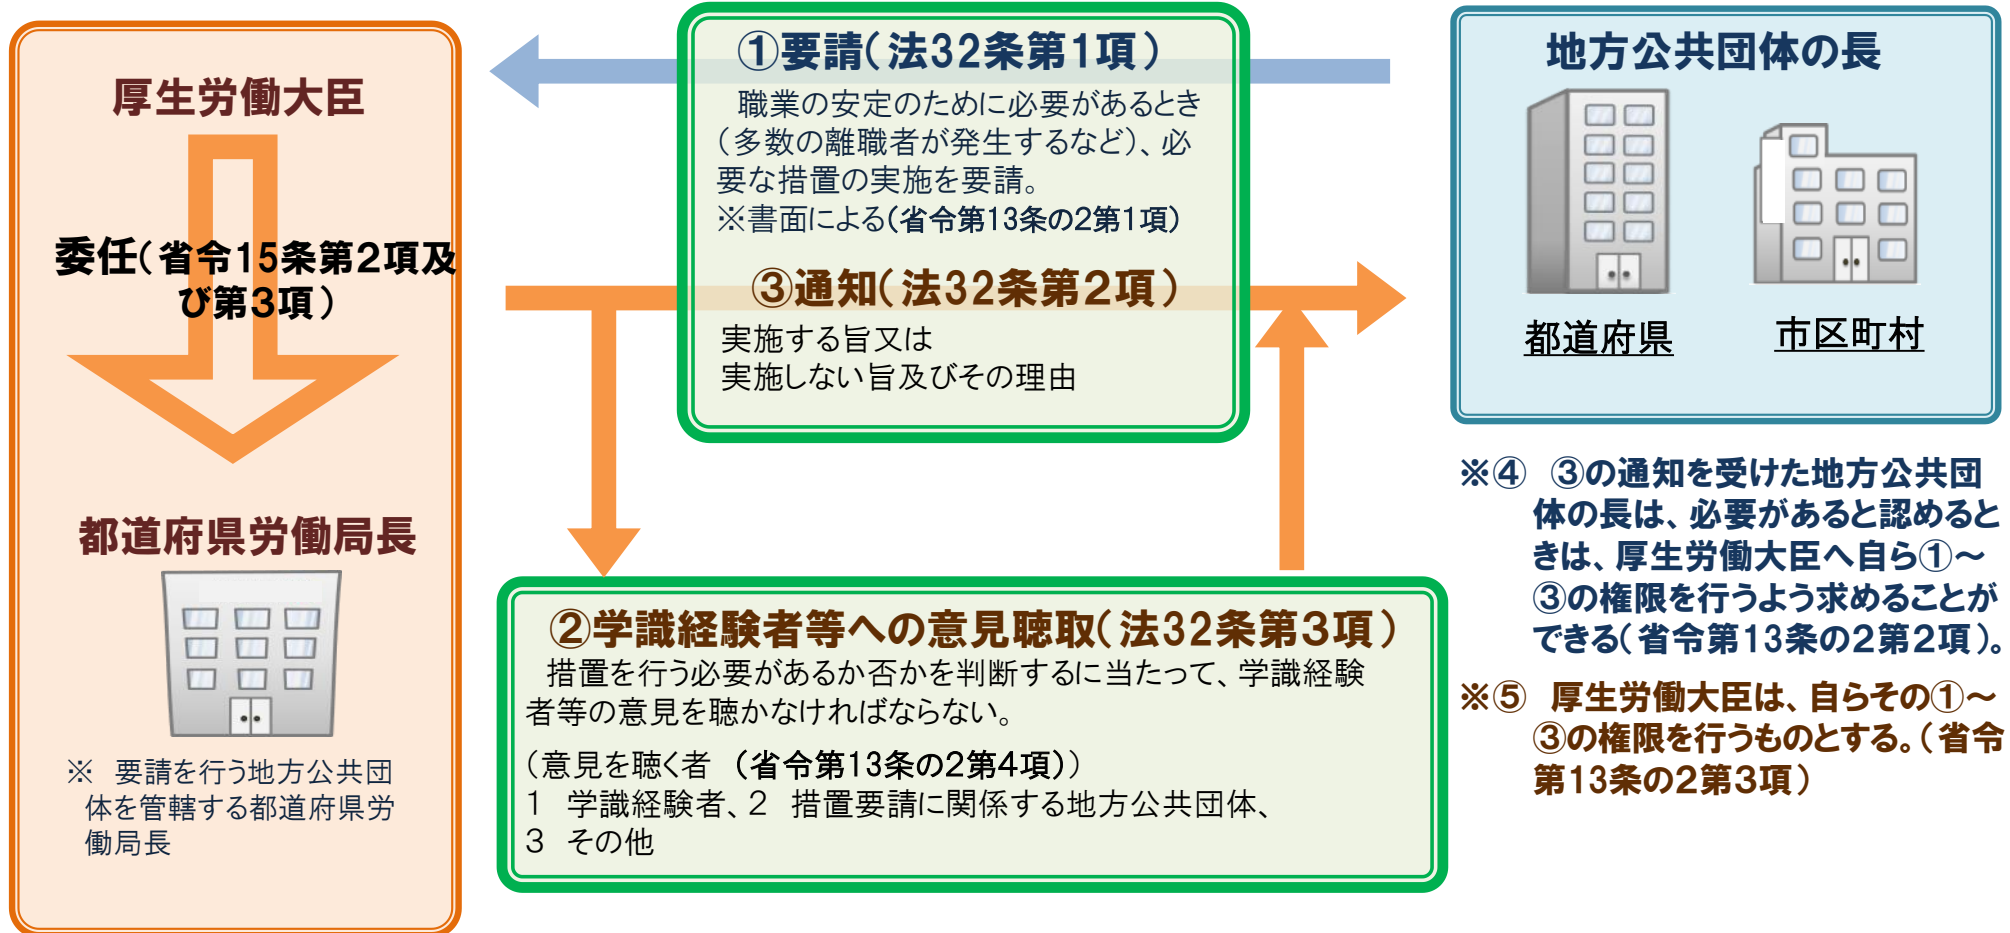 厚生労働大臣
委任(省令15条第2項及
び第3項)
都道府県労働局長
※　要請を行う地方公共団
体を管轄する都道府県労
働局長
①要請(法32条第1項)
職業の安定のために必要があるとき
(多数の離職者が発生するなど)、必
要な措置の実施を要請。
※書面による(省令第13条の2第1項)
③通知(法32条第2項)
実施する旨又は
実施しない旨及びその理由
②学識経験者等への意見聴取(法32条第3項)
措置を行う必要があるか否かを判断するに当たって、学識経験
者等の意見を聴かなければならない。
(意見を聴く者　(省令第13条の2第4項))
1　学識経験者、2　措置要請に関係する地方公共団体、
3　その他
地方公共団体の長
都道府県
市区町村
※④　③の通知を受けた地方公共団
体の長は、必要があると認めると
きは、厚生労働大臣へ自ら①～
③の権限を行うよう求めることが
できる(省令第13条の2第2項)。
※⑤　厚生労働大臣は、自らその①～
③の権限を行うものとする。(省令
第13条の2第3項)